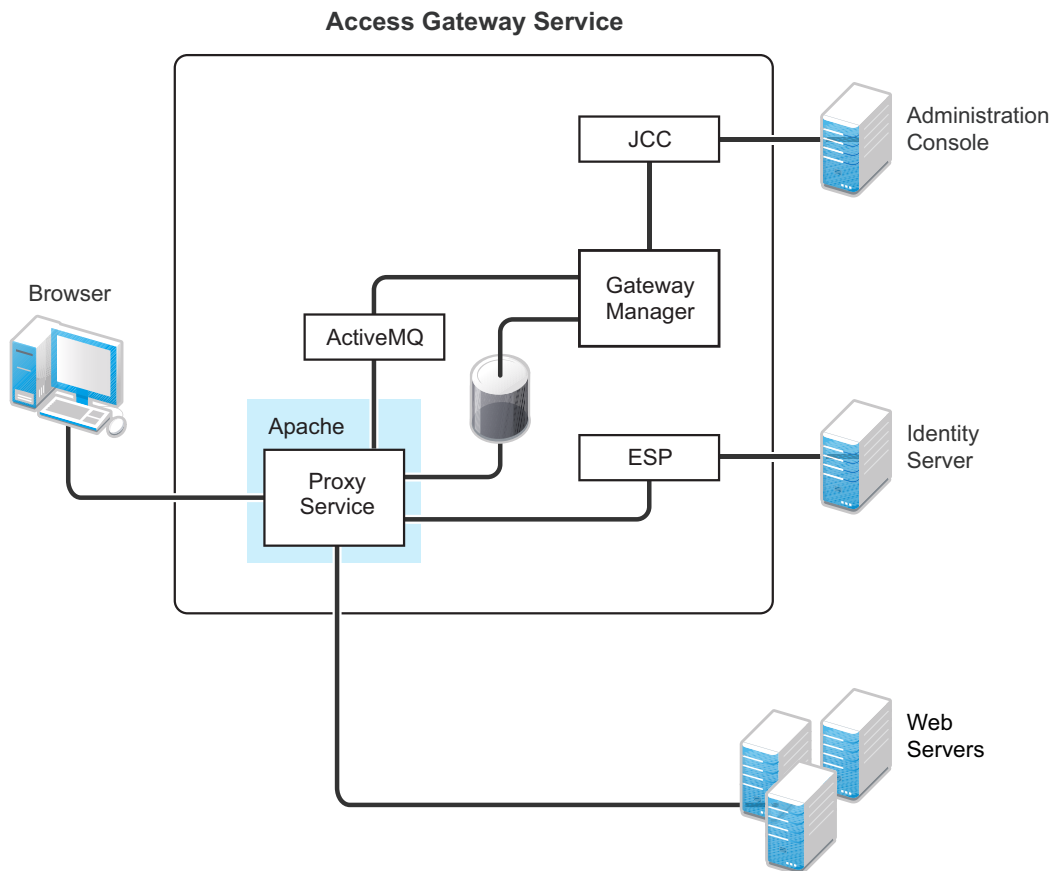 Access Gateway Service
JCC
Administration
Console
Gateway
Manager
Browser
ActiveMQ
Apache
Proxy
Service
ESP
Identity
Server
Web
Servers